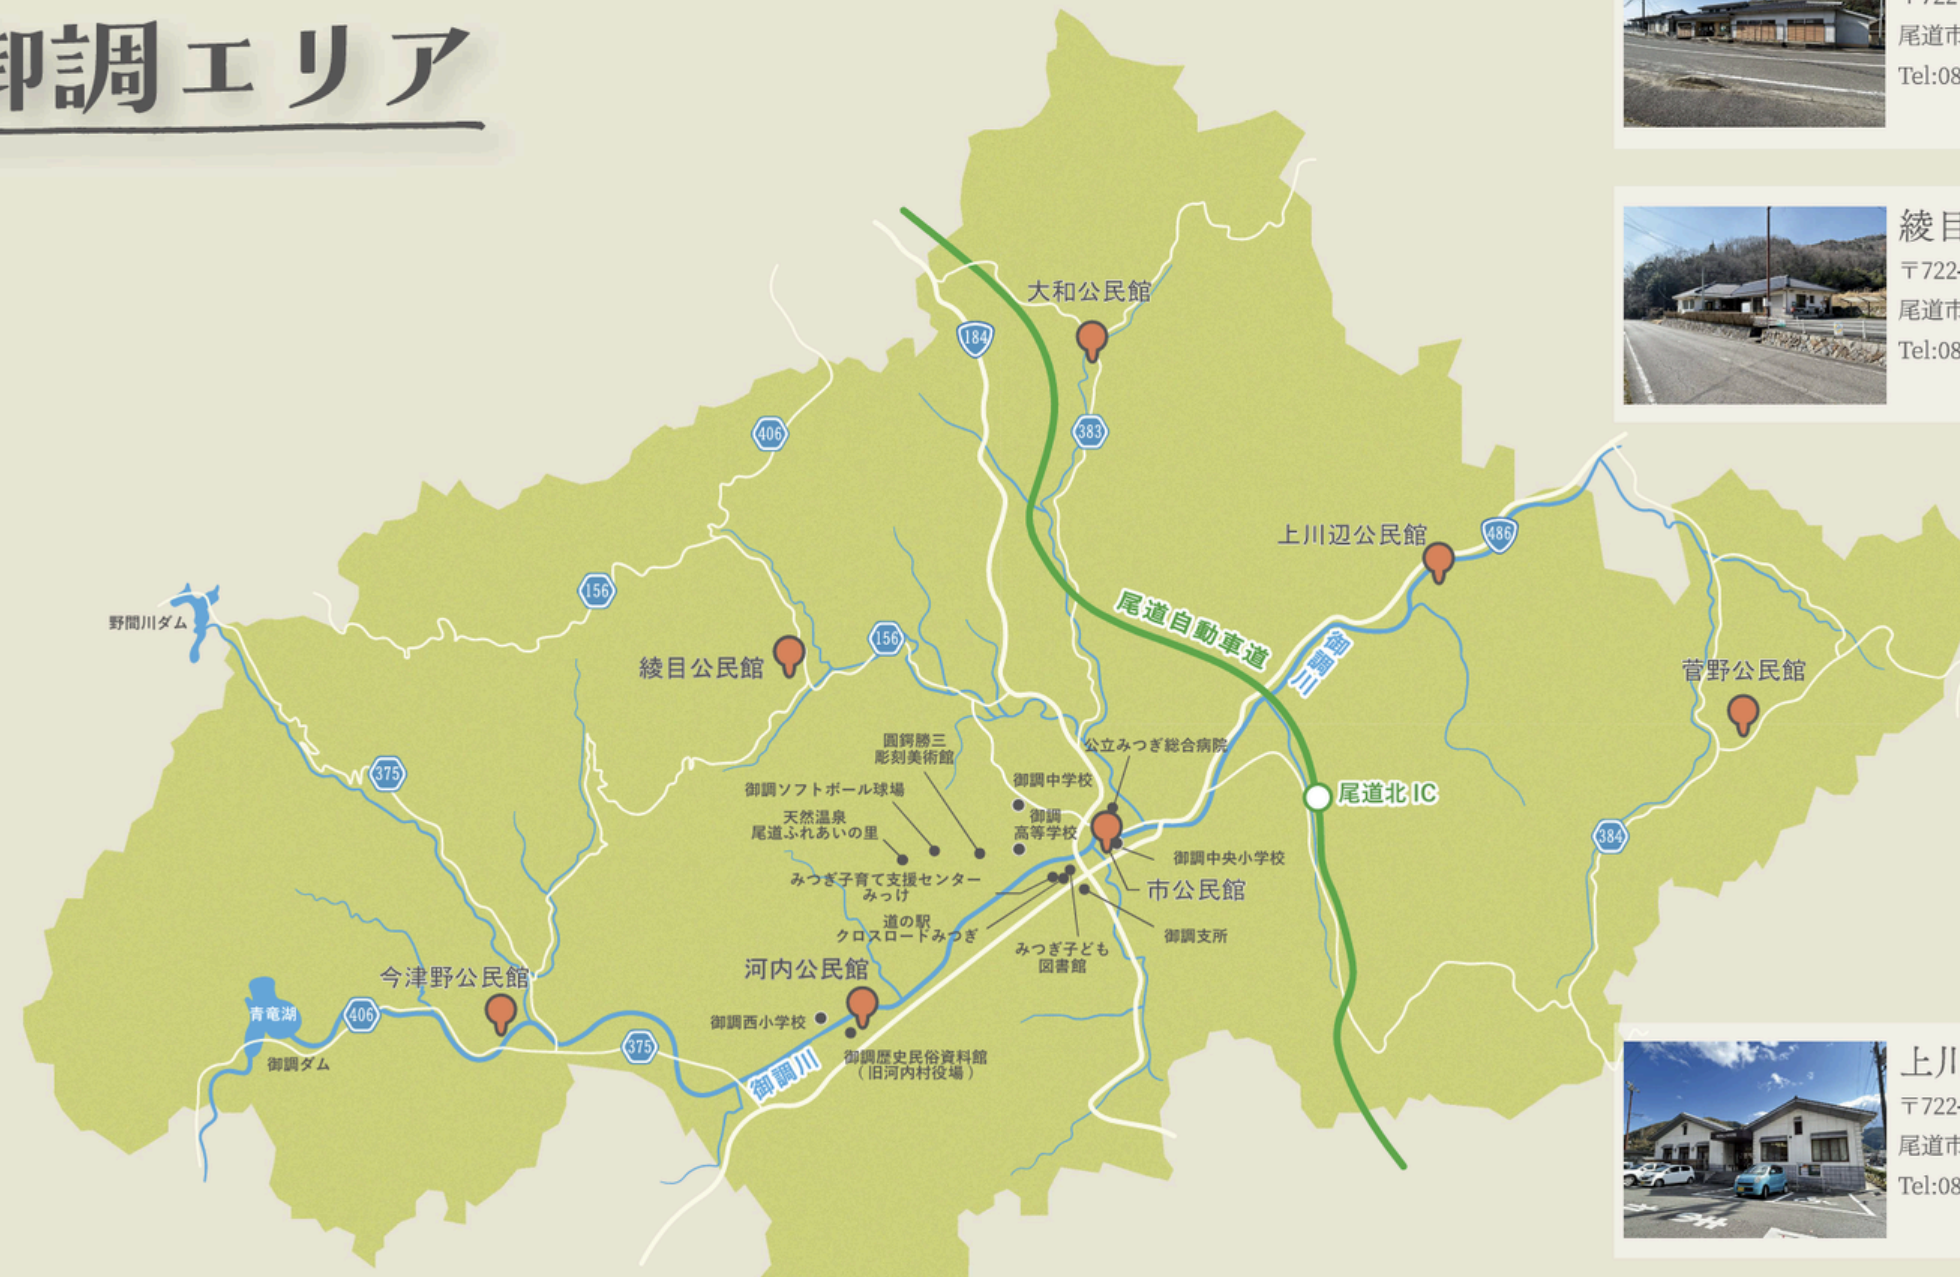 御調エリア
尾道市
Tel:08
綾目
〒722-
尾道市
Tel:08
大和公民館
184
383
406
上川辺公民館
486
156
野間川ダム
尾道自動車道
156
綾目公民館
御調川
菅野公民館
圓鍔勝三
彫刻美術館
公立みつぎ総合病院
御調中学校
375
御調ソフトボール球場
尾道北 IC
天然温泉
尾道ふれあいの里
御調
高等学校
384
御調中央小学校
みつぎ子育て支援センター
みっけ
市公民館
道の駅
クロスロードみつぎ
御調支所
みつぎ子ども
図書館
今津野公民館
河内公民館
青竜湖
406
御調西小学校
375
御調ダム
御調歴史民俗資料館
（旧河内村役場）
御調川
上川
〒722-
尾道市
Tel:08